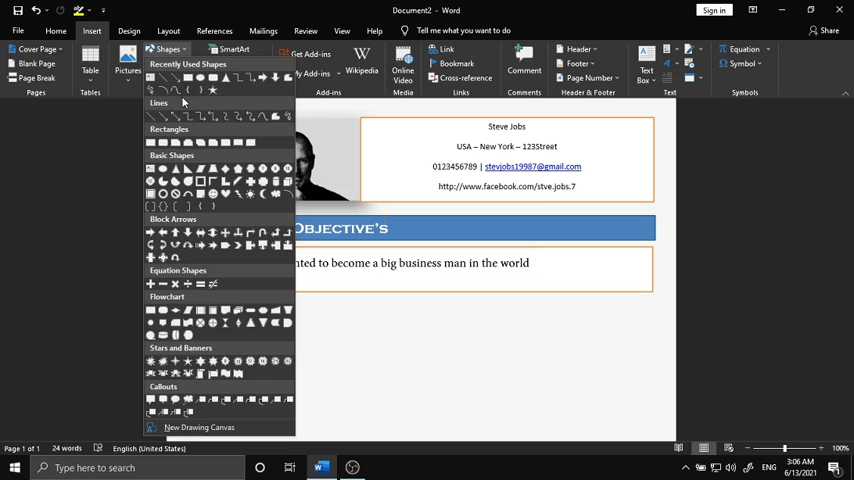 Document2 - Word
Sign in
File
Home
Insert
Design
Layout
References
Mailings
Review
View
Help
Tell me what you want to do
Share
Cover Page
Blank Page
Page Break
Pages
Table
Tables
Pictures
Shapes
SmartArt
Get Add-ins
My Add-ins
Wikipedia
Add-ins
Online
Video
Media
Link
Bookmark
Cross-reference
Links
Comment
Comments
Header
Footer
Page Number
Header & Footer
Text
Box
Text
Equation
Symbol
Symbols
Recently Used Shapes
Lines
Rectangles
Basic Shapes
Block Arrows
Equation Shapes
Flowchart
Stars and Banners
Callouts
New Drawing Canvas
Steve Jobs
USA – New York – 123Street
0123456789 | stevejobs19987@gmail.com
http://www.facebook.com/stve.jobs.7
Objective's
nted to become a big business man in the world
Page 1 of 1
24 words
English (United States)
100%
Type here to search
ENG
3:06 AM
6/13/2021